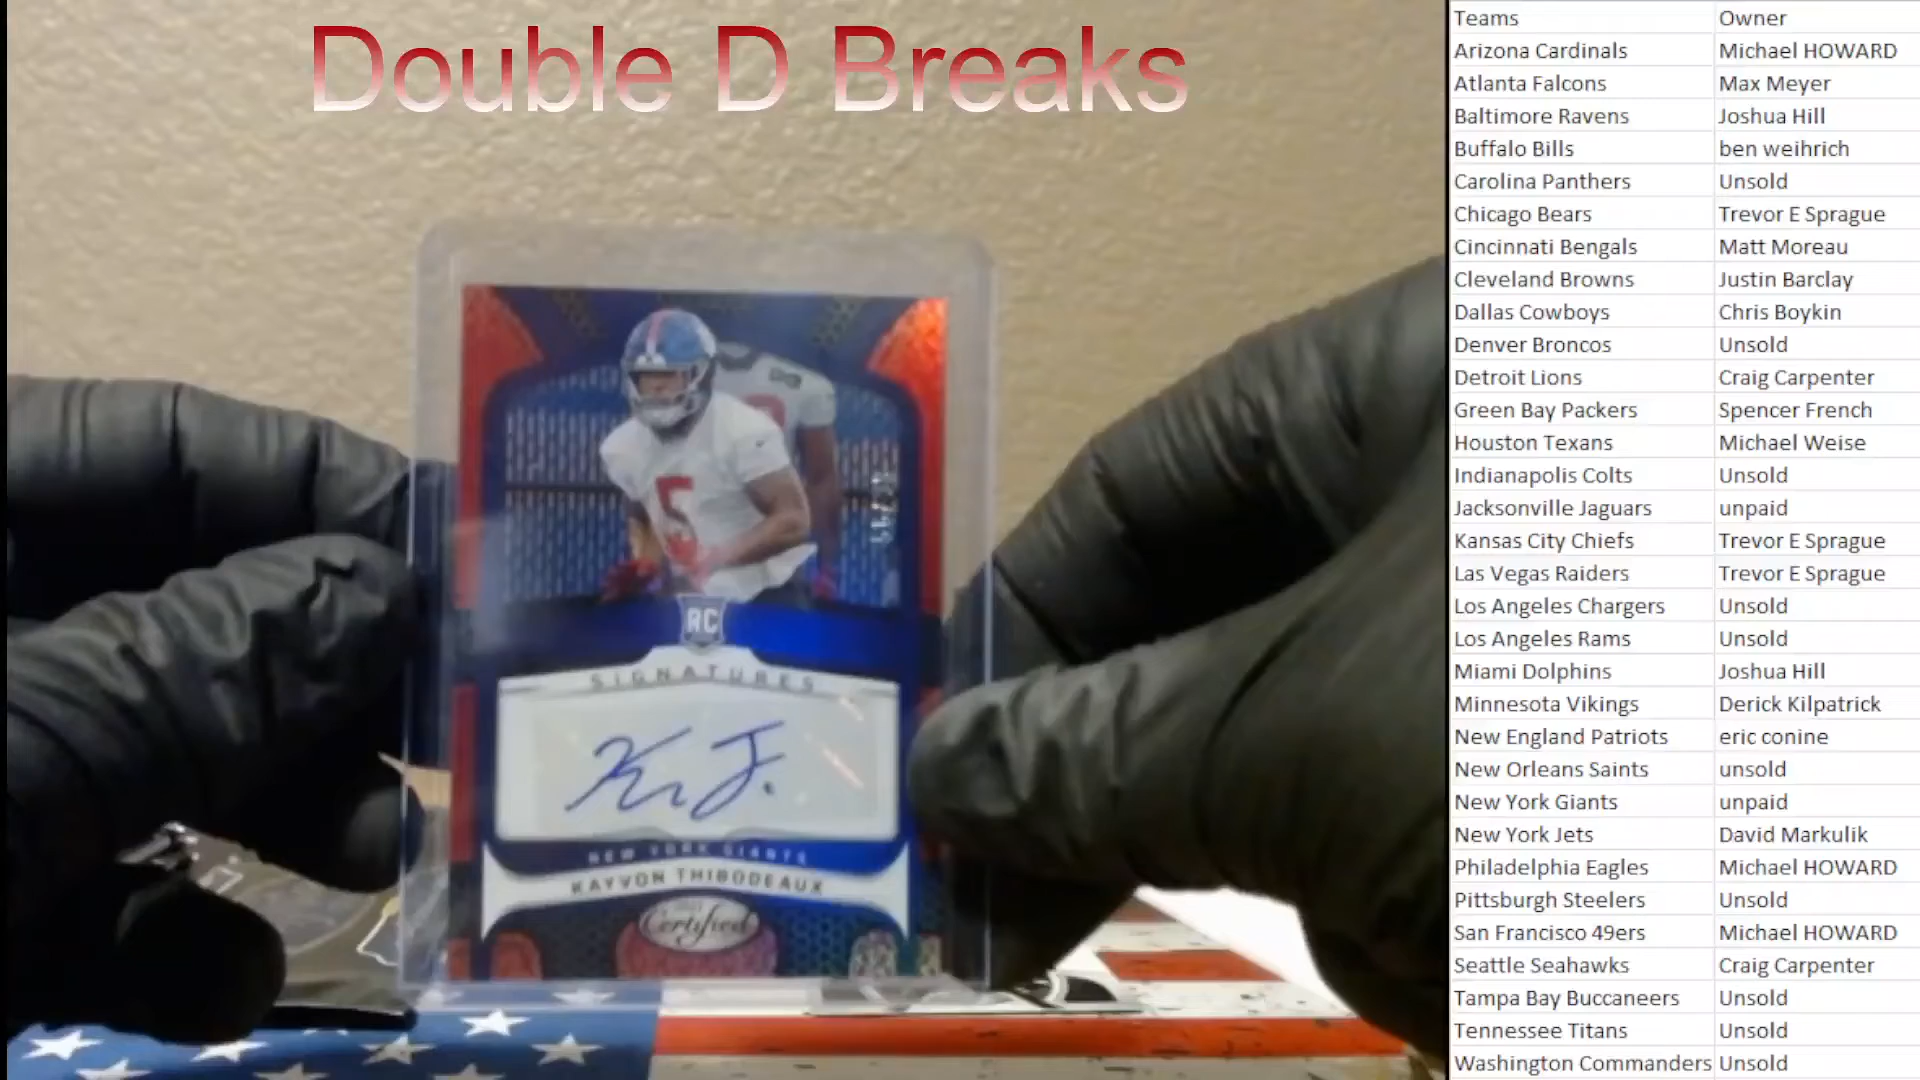 Double D Breaks
RC
SIGNATURES
NEW YORK GIANTS
KAYVON THIBODEAUX
Certified
5
Teams Owner
Arizona Cardinals Michael HOWARD
Atlanta Falcons Max Meyer
Baltimore Ravens Joshua Hill
Buffalo Bills ben weihrich
Carolina Panthers Unsold
Chicago Bears Trevor E Sprague
Cincinnati Bengals Matt Moreau
Cleveland Browns Justin Barclay
Dallas Cowboys Chris Boykin
Denver Broncos Unsold
Detroit Lions Craig Carpenter
Green Bay Packers Spencer French
Houston Texans Michael Weise
Indianapolis Colts Unsold
Jacksonville Jaguars unpaid
Kansas City Chiefs Trevor E Sprague
Las Vegas Raiders Trevor E Sprague
Los Angeles Chargers Unsold
Los Angeles Rams Unsold
Miami Dolphins Joshua Hill
Minnesota Vikings Derick Kilpatrick
New England Patriots eric conine
New Orleans Saints unsold
New York Giants unpaid
New York Jets David Markulik
Philadelphia Eagles Michael HOWARD
Pittsburgh Steelers Unsold
San Francisco 49ers Michael HOWARD
Seattle Seahawks Craig Carpenter
Tampa Bay Buccaneers Unsold
Tennessee Titans Unsold
Washington Commanders Unsold